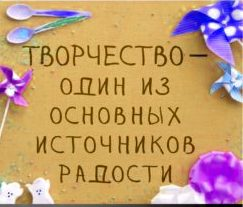 ТВОРЧЕСТВО —
ОДИН ИЗ
ОСНОВНЫХ
ИСТОЧНИКОВ
РАДОСТИ